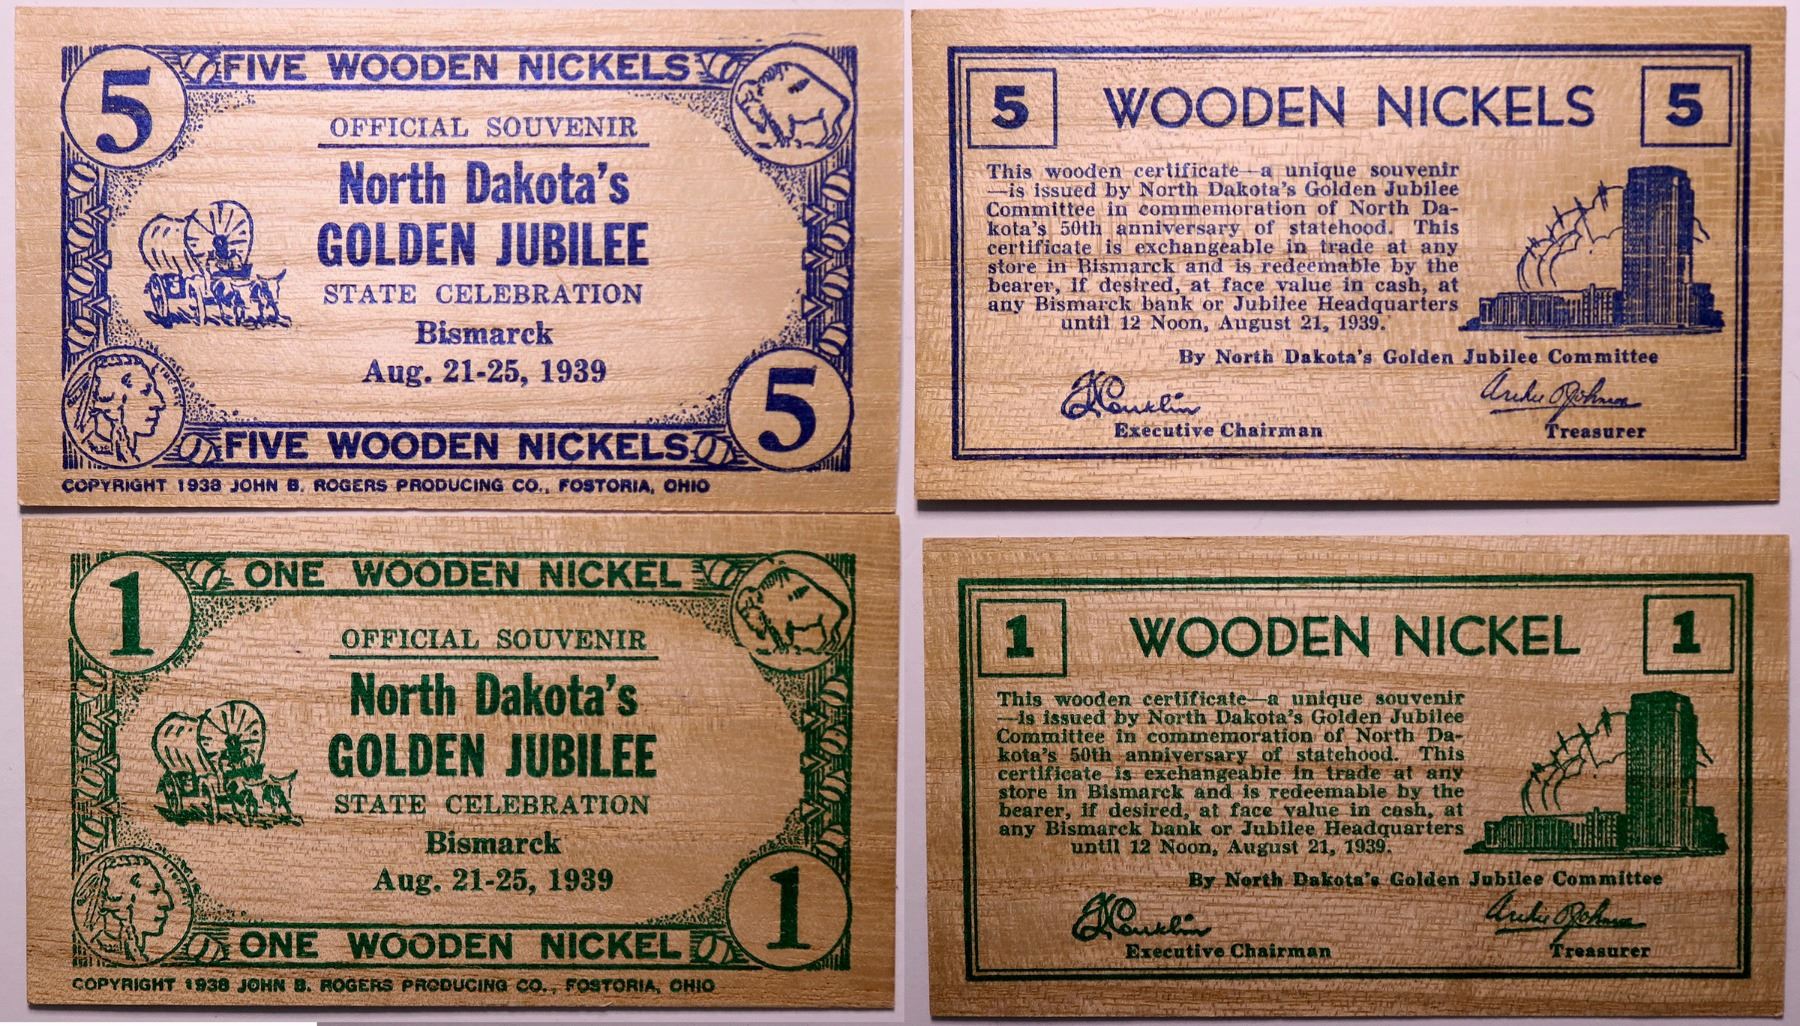 5
FIVE WOODEN NICKELS
OFFICIAL SOUVENIR
North Dakota's
GOLDEN JUBILEE
STATE CELEBRATION
Bismarck
Aug. 21-25, 1939
5
FIVE WOODEN NICKELS
COPYRIGHT 1938 JOHN B. ROGERS PRODUCING CO., FOSTORIA, OHIO
5 WOODEN NICKELS 5
This wooden certificate—a unique souvenir
—is issued by North Dakota's Golden Jubilee
Committee in commemoration of North Da-
kota's 50th anniversary of statehood. This
certificate is exchangeable in trade at any
store in Bismarck and is redeemable by the
bearer, if desired, at face value in cash, at
any Bismarck bank or Jubilee Headquarters
until 12 Noon, August 21, 1939.
By North Dakota's Golden Jubilee Committee
Conklin Archie O Johnson
Executive Chairman Treasurer
1
ONE WOODEN NICKEL
OFFICIAL SOUVENIR
North Dakota's
GOLDEN JUBILEE
STATE CELEBRATION
Bismarck
Aug. 21-25, 1939
1
ONE WOODEN NICKEL
COPYRIGHT 1938 JOHN B. ROGERS PRODUCING CO., FOSTORIA, OHIO
1 WOODEN NICKEL 1
This wooden certificate—a unique souvenir
—is issued by North Dakota's Golden Jubilee
Committee in commemoration of North Da-
kota's 50th anniversary of statehood. This
certificate is exchangeable in trade at any
store in Bismarck and is redeemable by the
bearer, if desired, at face value in cash, at
any Bismarck bank or Jubilee Headquarters
until 12 Noon, August 21, 1939.
By North Dakota's Golden Jubilee Committee
Conklin Archie O Johnson
Executive Chairman Treasurer